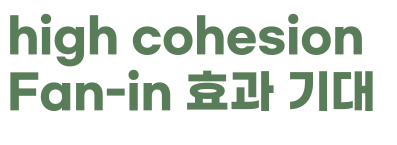 high cohesion
Fan-in 효과 기대